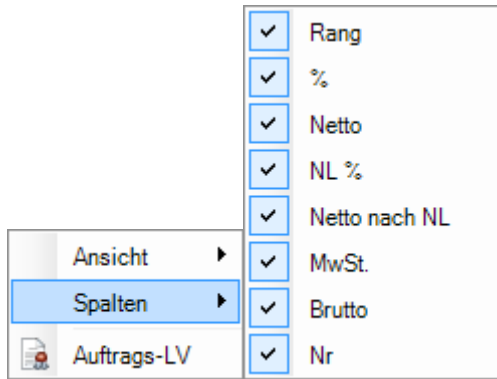 Ansicht
Spalten
Auftrags-LV
Rang
%
Netto
NL %
Netto nach NL
MwSt.
Brutto
Nr